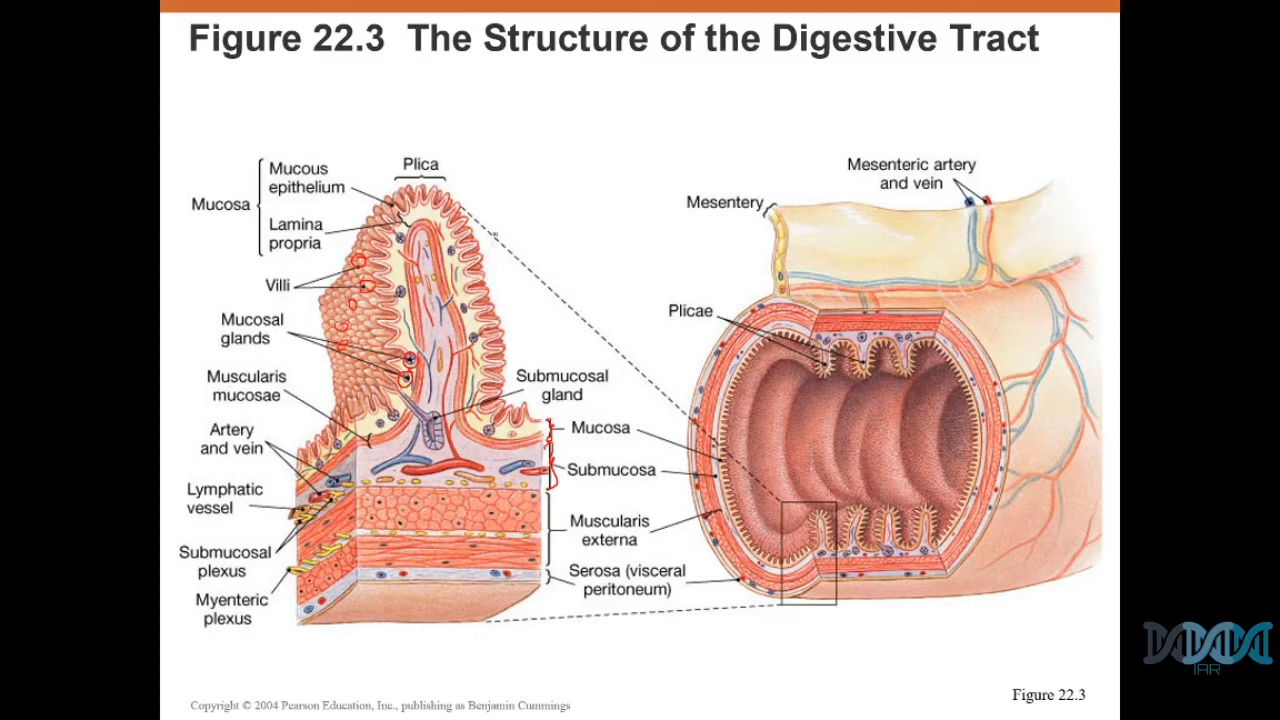 Figure 22.3 The Structure of the Digestive Tract
Mucosa
Mucous
epithelium
Lamina
propria
Plica
Villi
Mucosal
glands
Muscularis
mucosae
Artery
and vein
Lymphatic
vessel
Submucosal
plexus
Myenteric
plexus
Submucosal
gland
Mucosa
Submucosa
Muscularis
externa
Serosa (visceral
peritoneum)
Mesenteric artery
and vein
Mesentery
Plicae
Copyright © 2004 Pearson Education, Inc., publishing as Benjamin Cummings
Figure 22.3
IAR